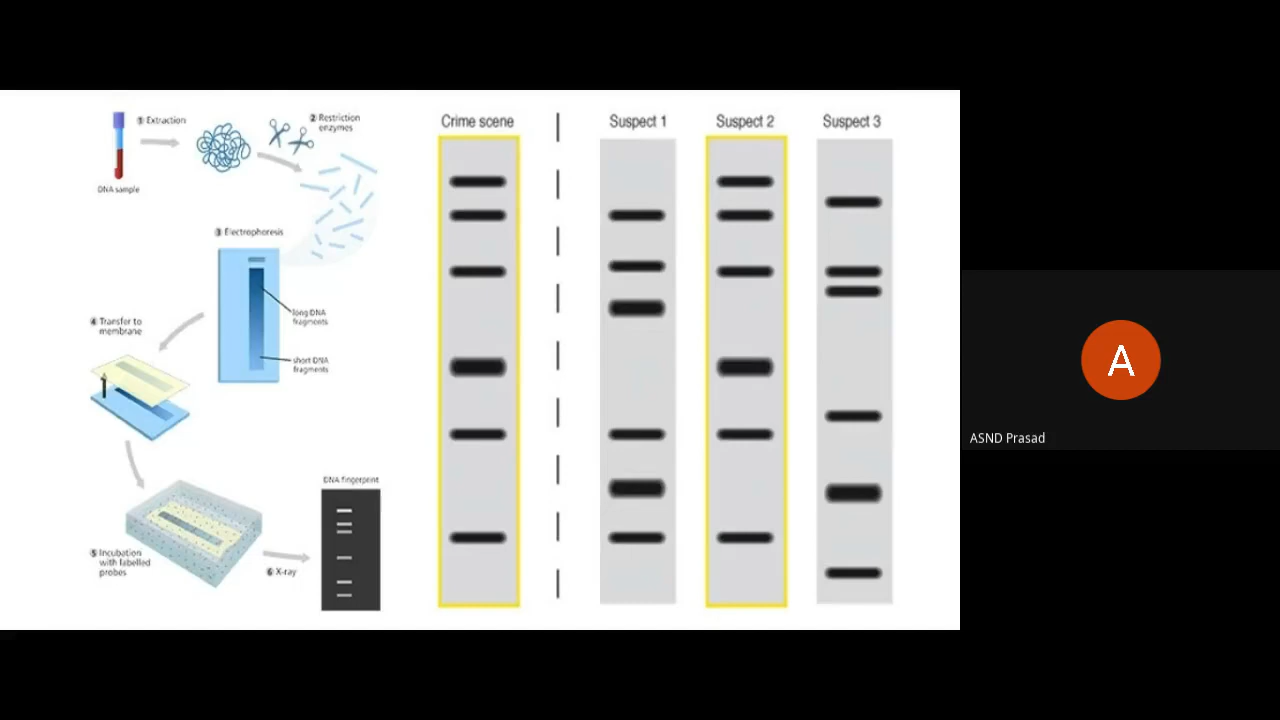 ① Extraction
② Restriction
enzymes
DNA sample
③ Electrophoresis
long DNA
fragments
short DNA
fragments
④ Transfer to
membrane
⑤ Incubation
with labelled
probes
⑥ X-ray
DNA fingerprint
Crime scene
Suspect 1
Suspect 2
Suspect 3
A
ASND Prasad